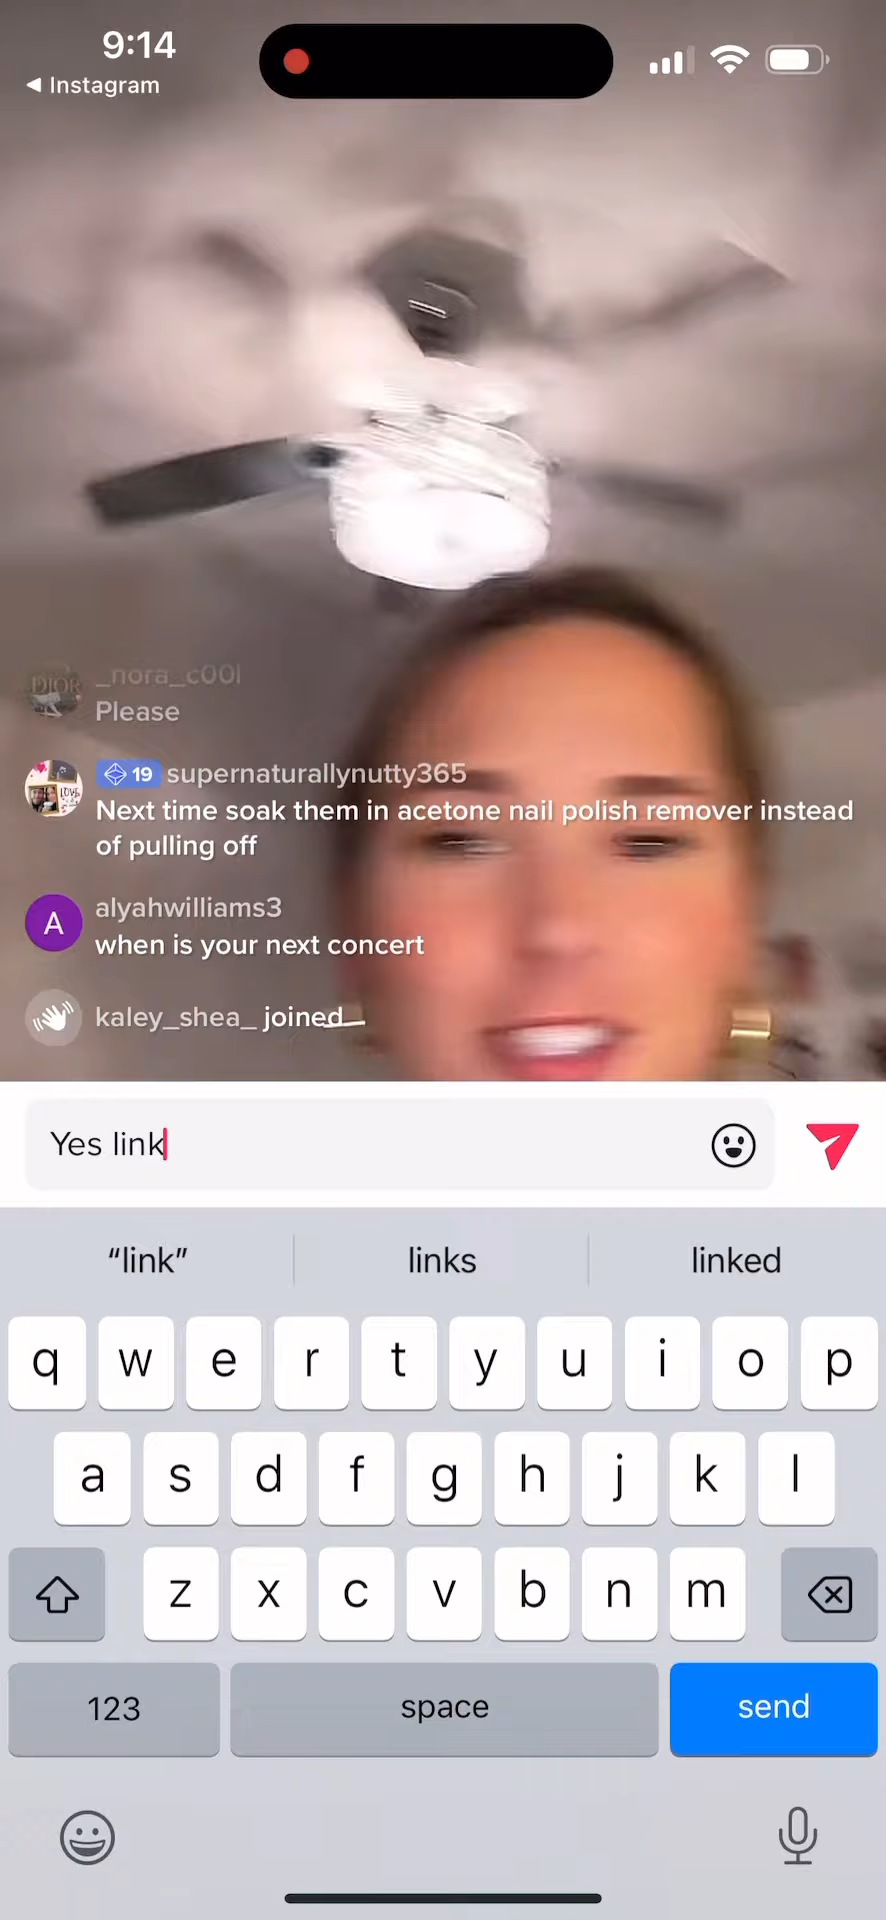 9:14
◀ Instagram
_nora_c00l
Please
19 supernaturallynutty365
Next time soak them in acetone nail polish remover instead
of pulling off
A
alyahwilliams3
when is your next concert
kaley_shea_ joined
Yes link
“link” links linked
q w e r t y u i o p
a s d f g h j k l
z x c v b n m
123 space send